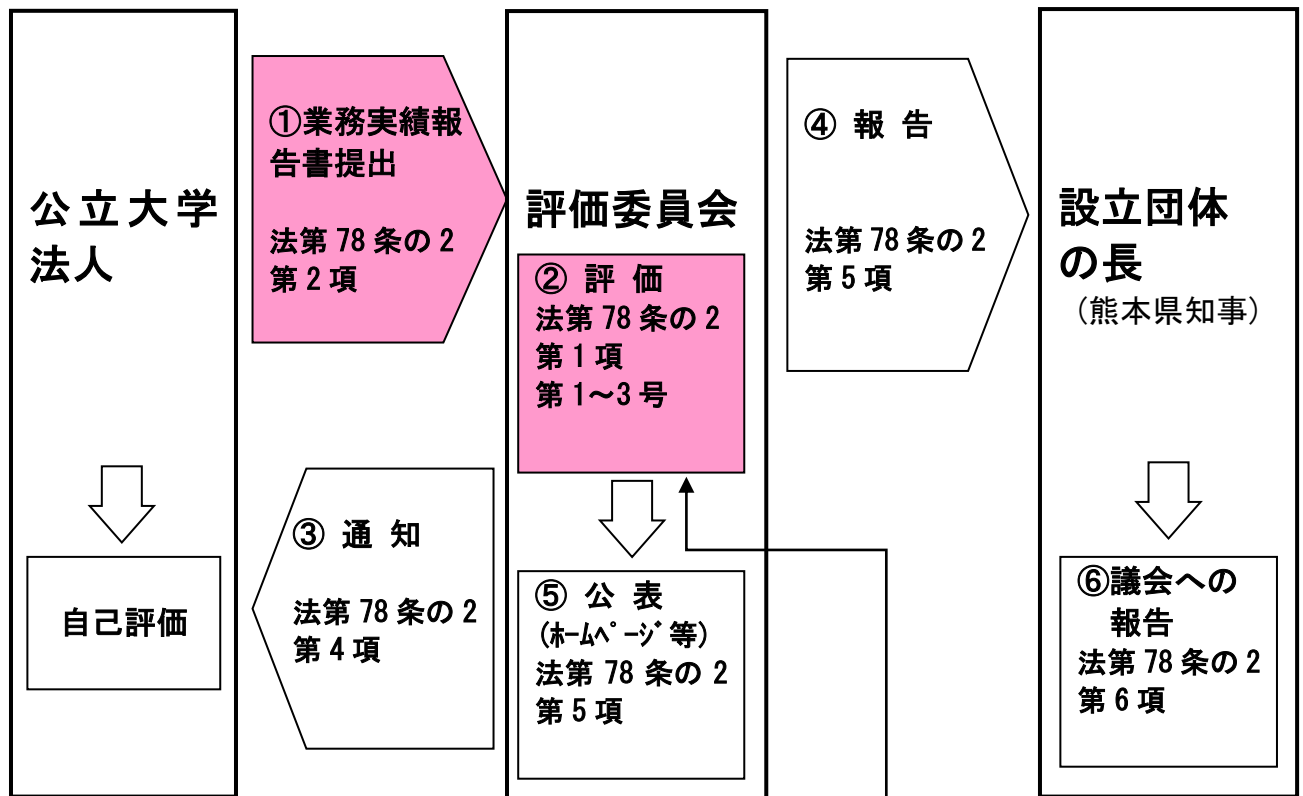 公立大学
法人
自己評価
①業務実績報
告書提出
法第 78 条の 2
第 2 項
③ 通 知
法第 78 条の 2
第 4 項
評価委員会
② 評 価
法第 78 条の 2
第 1 項
第 1～3 号
⑤ 公 表
(ﾎｰﾑﾍﾟｰｼﾞ等)
法第 78 条の 2
第 5 項
④ 報 告
法第 78 条の 2
第 5 項
設立団体
の長
(熊本県知事)
⑥議会への
報告
法第 78 条の 2
第 6 項